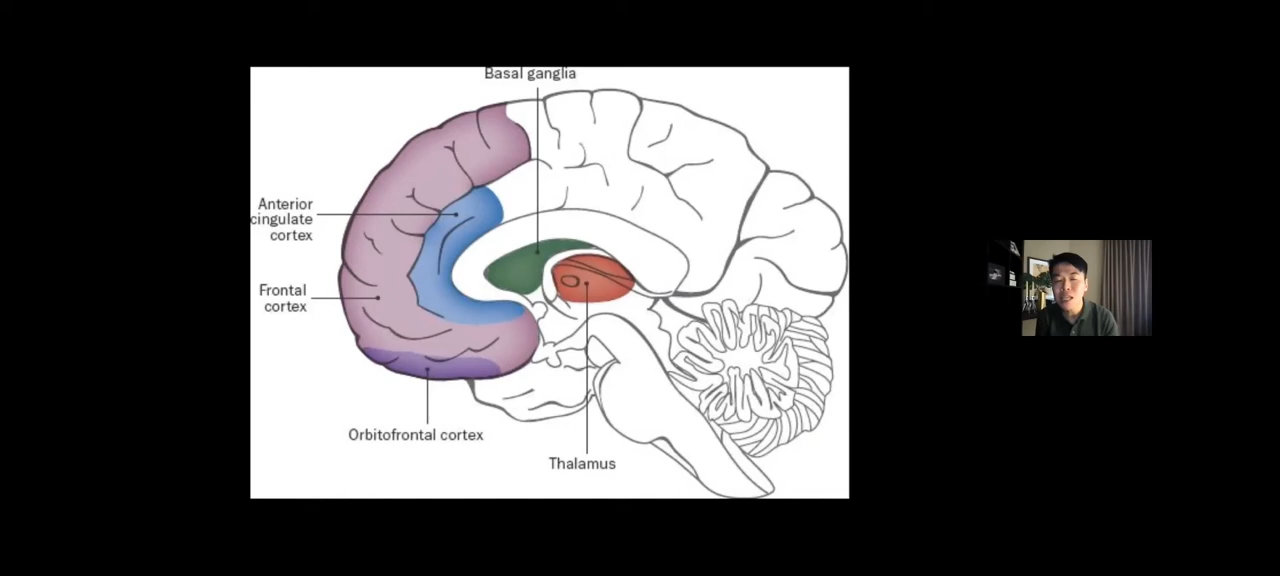 Basal ganglia
Anterior
cingulate
cortex
Frontal
cortex
Orbitofrontal cortex
Thalamus